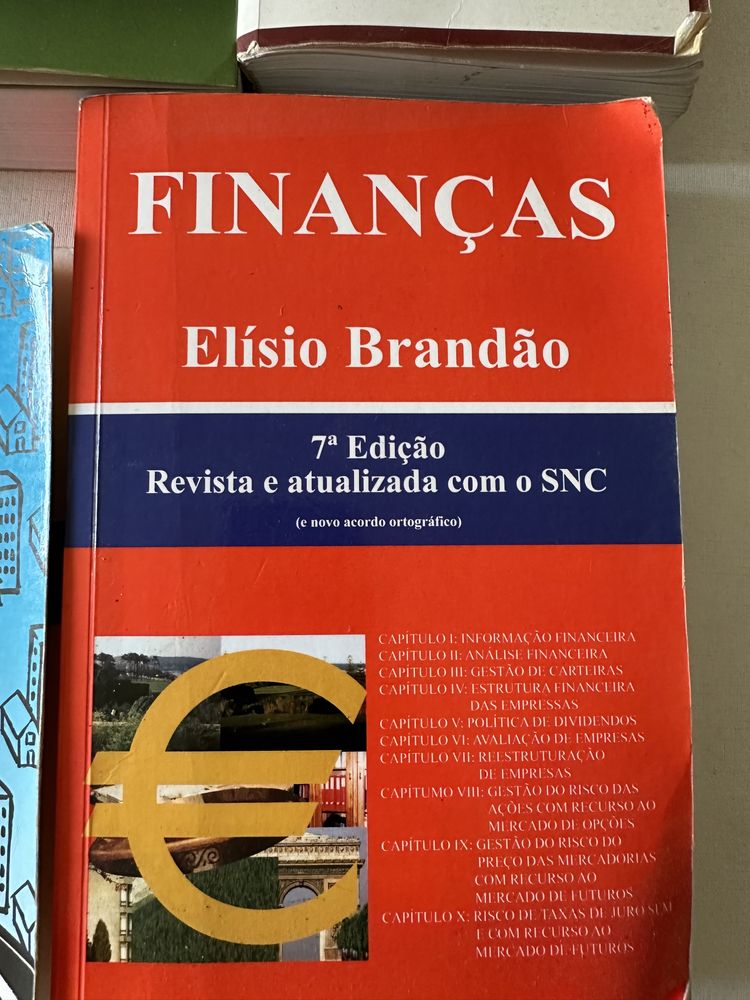 FINANÇAS
Elísio Brandão
7ª Edição
Revista e atualizada com o SNC
(e novo acordo ortográfico)
CAPÍTULO I: INFORMAÇÃO FINANCEIRA
CAPÍTULO II: ANÁLISE FINANCEIRA
CAPÍTULO III: GESTÃO DE CARTEIRAS
CAPÍTULO IV: ESTRUTURA FINANCEIRA
DAS EMPRESSAS
CAPÍTULO V: POLÍTICA DE DIVIDENDOS
CAPÍTULO VI: AVALIAÇÃO DE EMPRESAS
CAPÍTULO VII: REESTRUTURAÇÃO
DE EMPRESAS
CAPITUMO VIII: GESTÃO DO RISCO DAS
AÇÕES COM RECURSO AO
MERCADO DE OPÇÕES
CAPÍTULO IX: GESTÃO DO RISCO DO
PREÇO DAS MERCADORIAS
COM RECURSO AO
MERCADO DE FUTUROS
CAPÍTULO X: RISCO DE TAXAS DE JURO SEM
E COM RECURSO AO
MERCADO DE FUTUROS